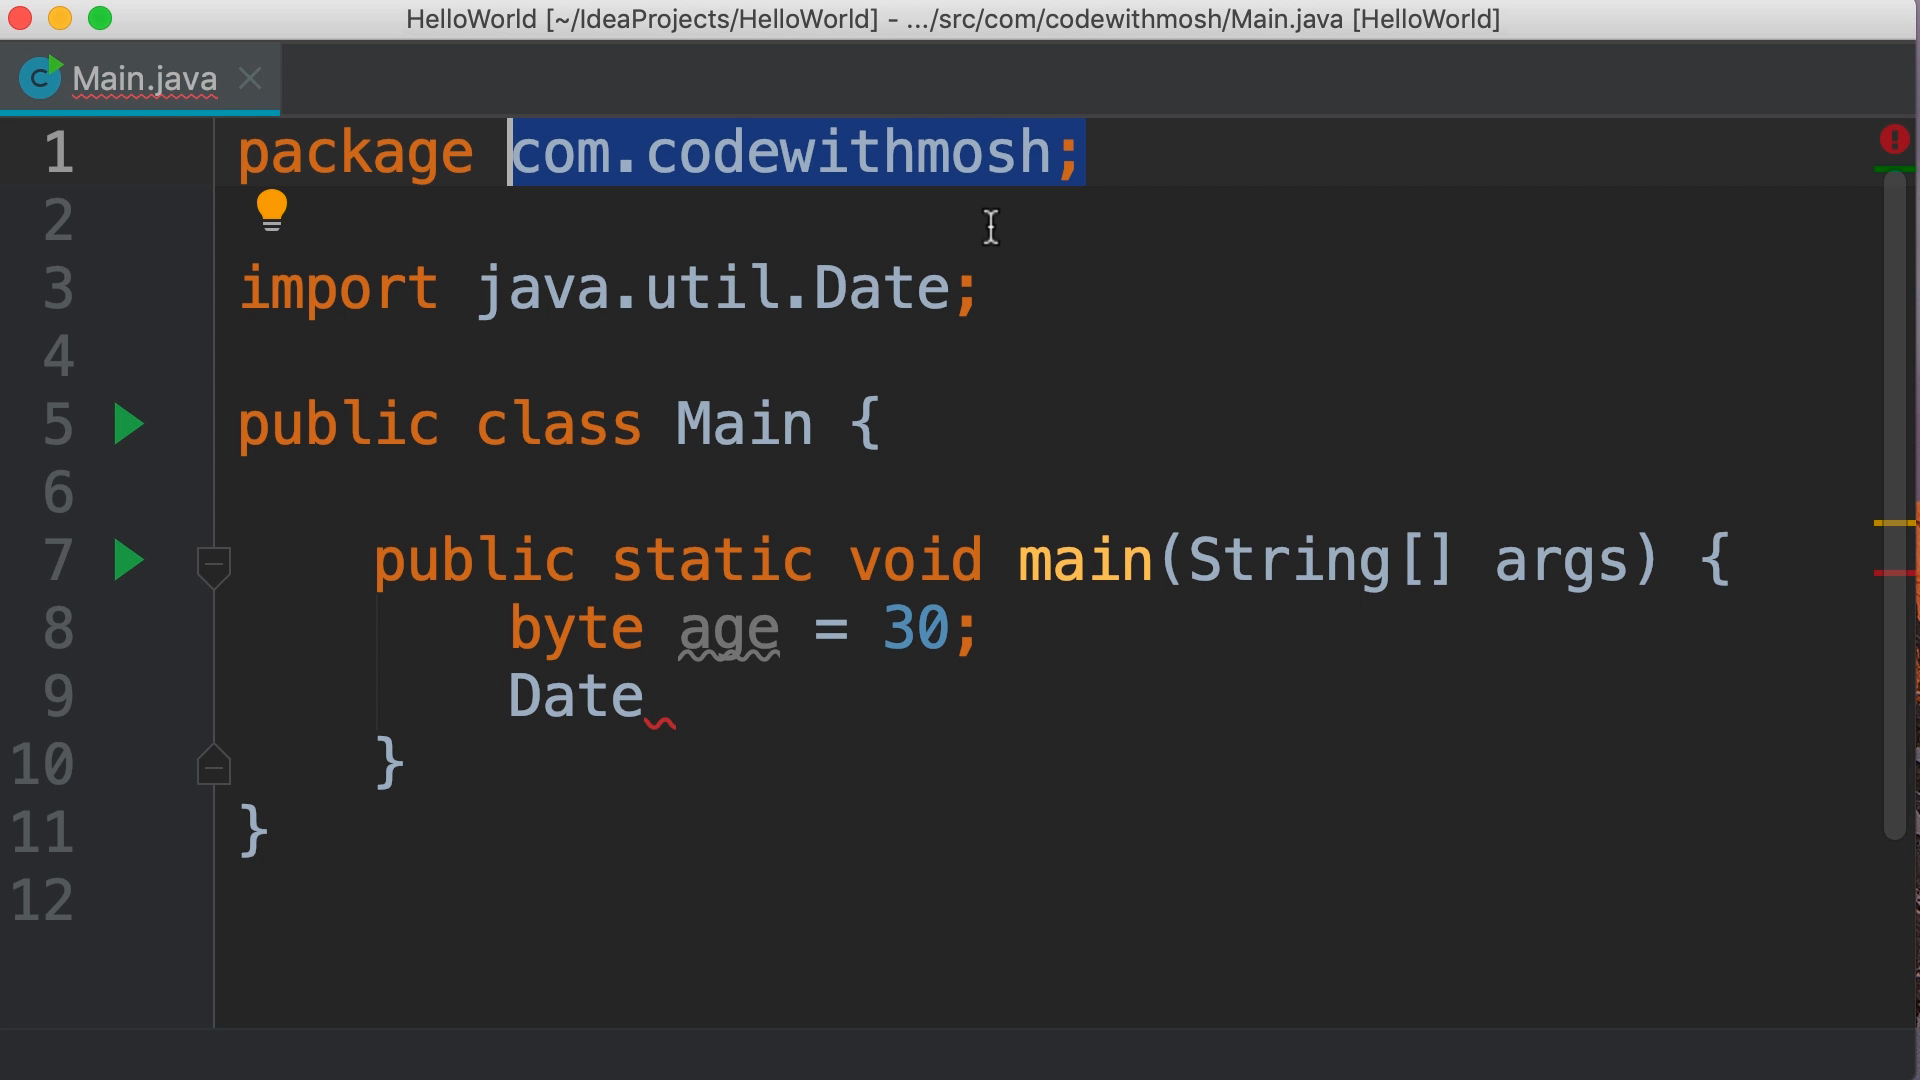 HelloWorld [~/IdeaProjects/HelloWorld] - .../src/com/codewithmosh/Main.java [HelloWorld]
C Main.java
1 package com.codewithmosh;
2
3 import java.util.Date;
4
5 public class Main {
6
7 public static void main(String[] args) {
8 byte age = 30;
9 Date
10 }
11 }
12